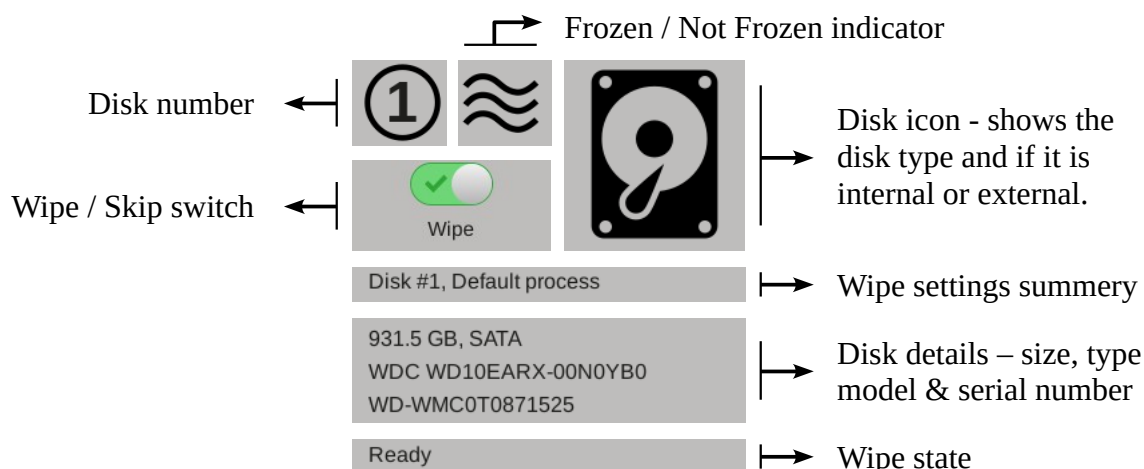 Frozen / Not Frozen indicator
Disk number
1
Disk icon - shows the
disk type and if it is
internal or external.
Wipe / Skip switch
Wipe
Disk #1, Default process
Wipe settings summery
931.5 GB, SATA
WDC WD10EARX-00N0YB0
WD-WMC0T0871525
Disk details – size, type
model & serial number
Ready
Wipe state